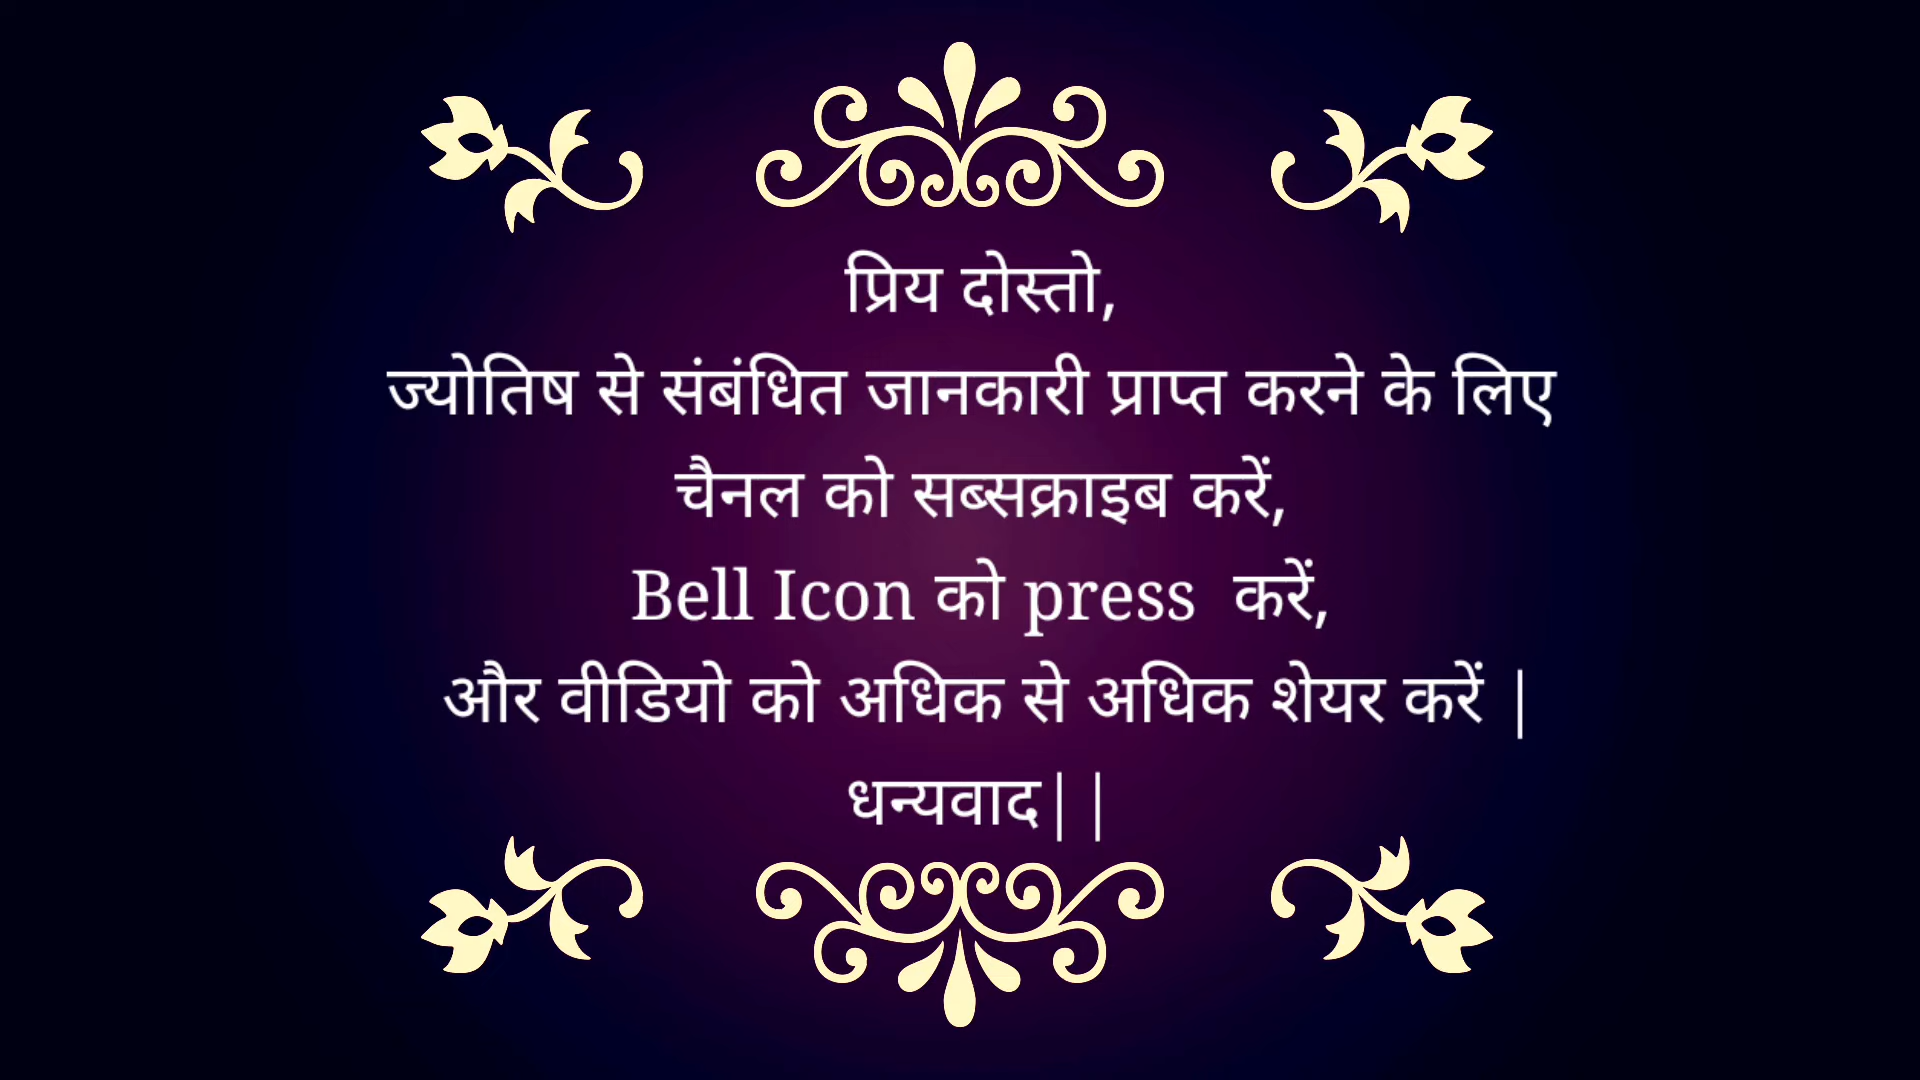 प्रिय दोस्तो,
ज्योतिष से संबंधित जानकारी प्राप्त करने के लिए
चैनल को सब्सक्राइब करें,
Bell Icon को press  करें,
और वीडियो को अधिक से अधिक शेयर करें |
धन्यवाद||